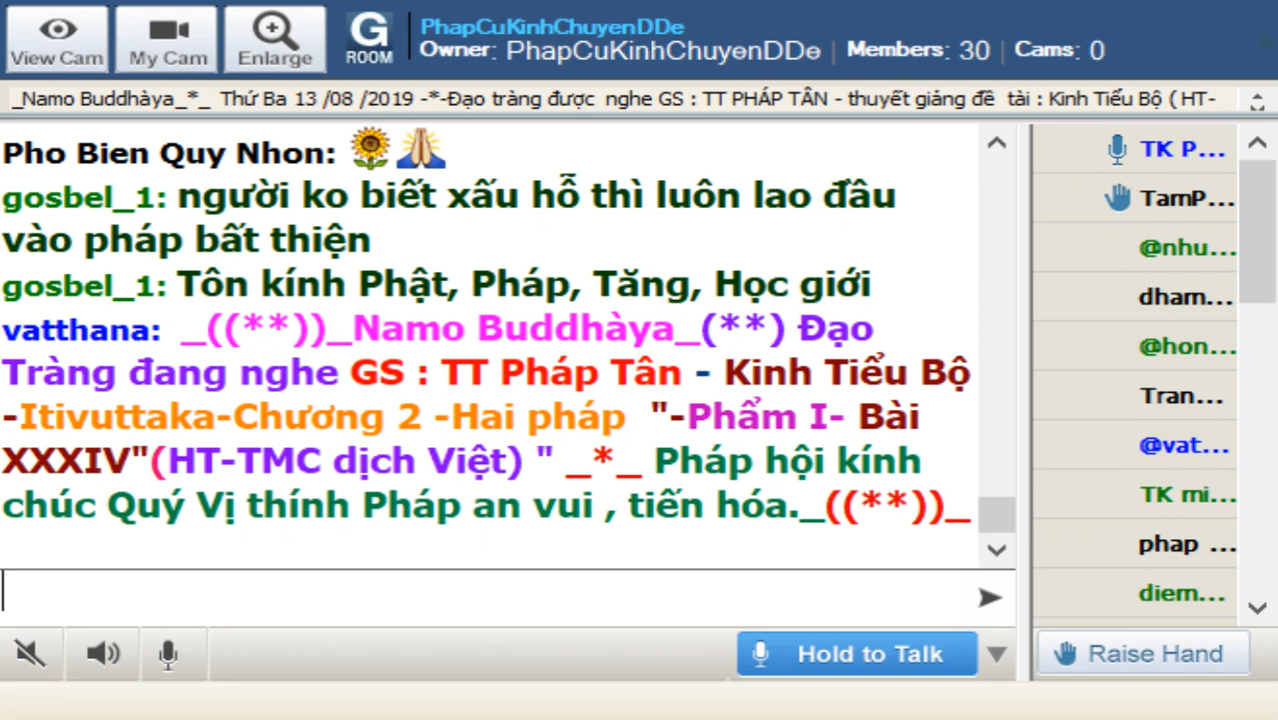 View Cam
My Cam
Enlarge
G
ROOM
PhapCuKinhChuyenDDe
Owner: PhapCuKinhChuyenDDe | Members: 30 | Cams: 0
_Namo Buddhàya_*_ Thứ Ba 13 /08 /2019 -*-Đạo tràng được nghe GS : TT PHÁP TÂN - thuyết giảng đề tài : Kinh Tiểu Bộ ( HT-
Pho Bien Quy Nhon: 🌻🙏
gosbel_1: người ko biết xấu hỗ thì luôn lao đầu
vào pháp bất thiện
gosbel_1: Tôn kính Phật, Pháp, Tăng, Học giới
vatthana: _((**))_Namo Buddhàya_(**) Đạo
Tràng đang nghe GS : TT Pháp Tân - Kinh Tiểu Bộ
-Itivuttaka-Chương 2 -Hai pháp "-Phẩm I- Bài
XXXIV"(HT-TMC dịch Việt) " _*_ Pháp hội kính
chúc Quý Vị thính Pháp an vui , tiến hóa._((**))_
TK P...
TamP...
@nhu...
dham...
@hon...
Tran...
@vat...
TK mi...
phap ...
diem...
Hold to Talk
Raise Hand